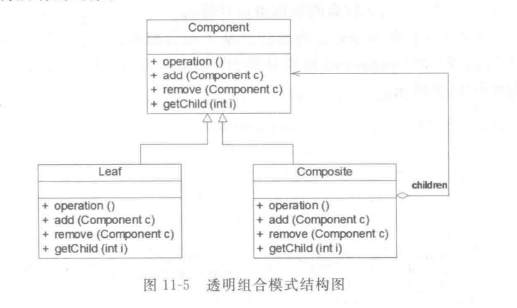 Component
+ operation ()
+ add (Component c)
+ remove (Component c)
+ getChild (int i)
Leaf
+ operation ()
+ add (Component c)
+ remove (Component c)
+ getChild (int i)
Composite
+ operation ()
+ add (Component c)
+ remove (Component c)
+ getChild (int i)
children
图 11-5 透明组合模式结构图